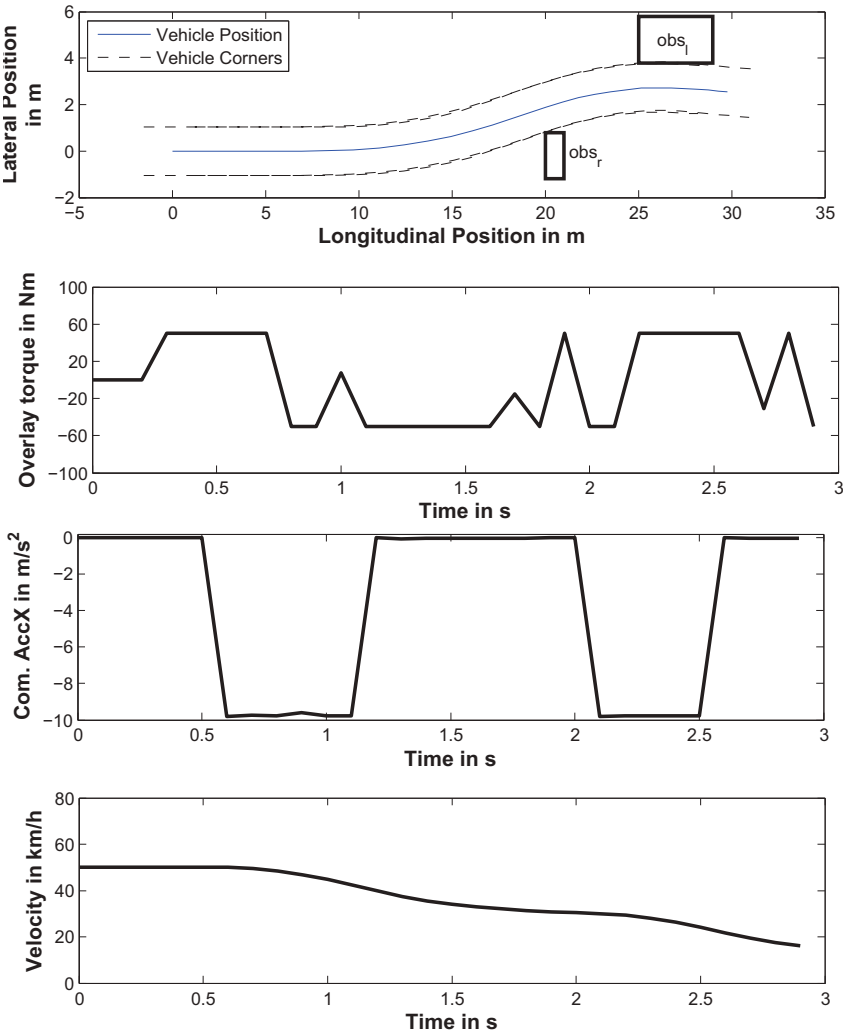 6
4
2
0
−2
Lateral Position
in m
Vehicle Position
Vehicle Corners
obs_l
obs_r
−5 0 5 10 15 20 25 30 35
Longitudinal Position in m
100
60
20
−20
−60
−100
Overlay torque in Nm
0 0.5 1 1.5 2 2.5 3
Time in s
0
−2
−4
−6
−8
−10
Com. AccX in m/s²
0 0.5 1 1.5 2 2.5 3
Time in s
80
60
40
20
0
Velocity in km/h
0 0.5 1 1.5 2 2.5 3
Time in s